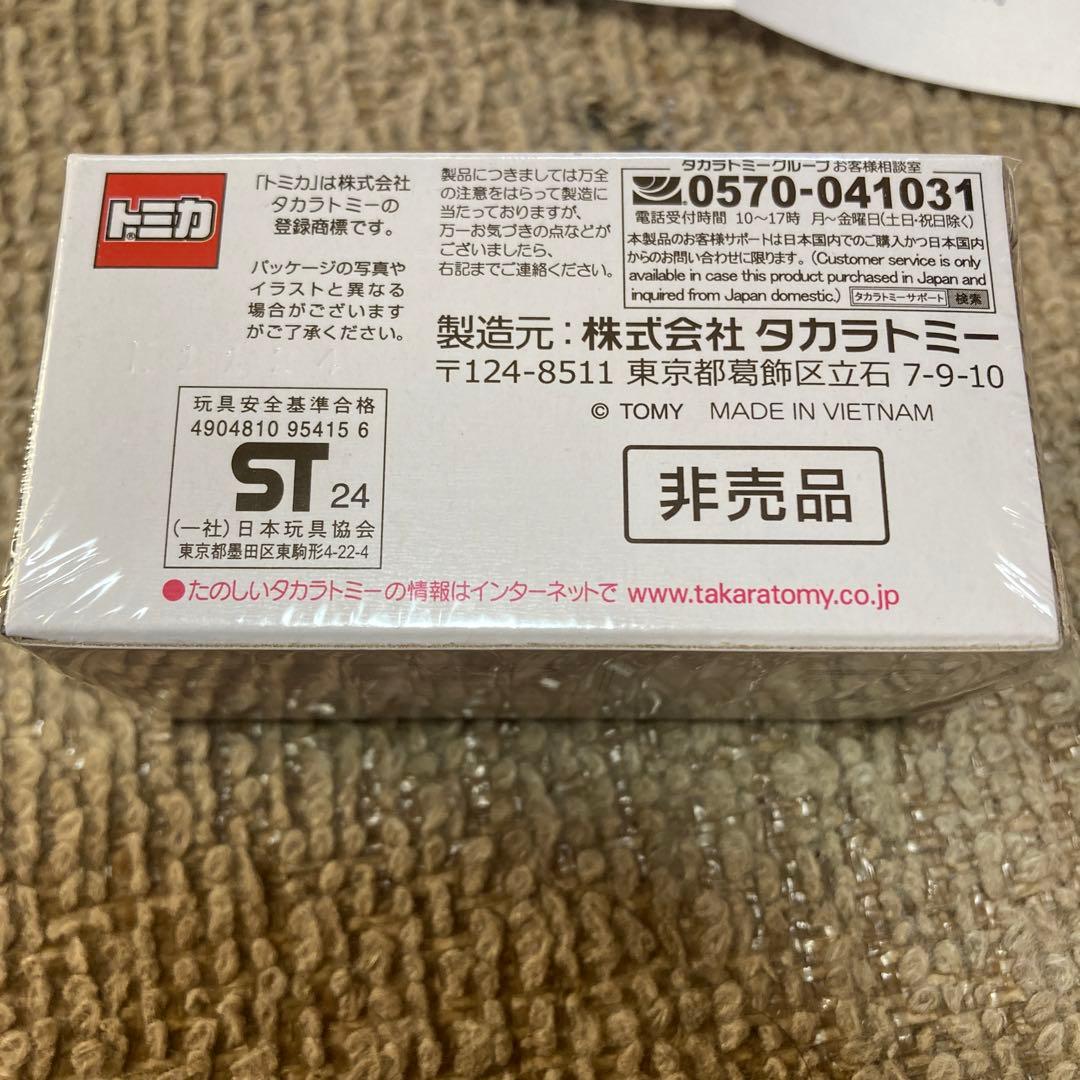 トミカ®
「トミカ」は株式会社
タカラトミーの
登録商標です。
パッケージの写真や
イラストと異なる
場合がございます
がご了承ください。
製品につきましては万全
の注意をはらって製造に
当たっておりますが、
万一お気づきの点などが
ございましたら、
右記までご連絡ください。
タカラトミーグループ お客様相談室
0570-041031
電話受付時間 10〜17時 月〜金曜日(土日・祝日除く)
本製品のお客様サポートは日本国内でのご購入かつ日本国内
からのお問い合わせに限ります。(Customer service is only
available in case this product purchased in Japan and
inquired from Japan domestic.) タカラトミーサポート 検索
製造元:株式会社 タカラトミー
〒124-8511 東京都葛飾区立石 7-9-10
© TOMY MADE IN VIETNAM
玩具安全基準合格
4904810 95415 6
ST 24
(一社)日本玩具協会
東京都墨田区東駒形4-22-4
非売品
●たのしいタカラトミーの情報はインターネットで www.takaratomy.co.jp